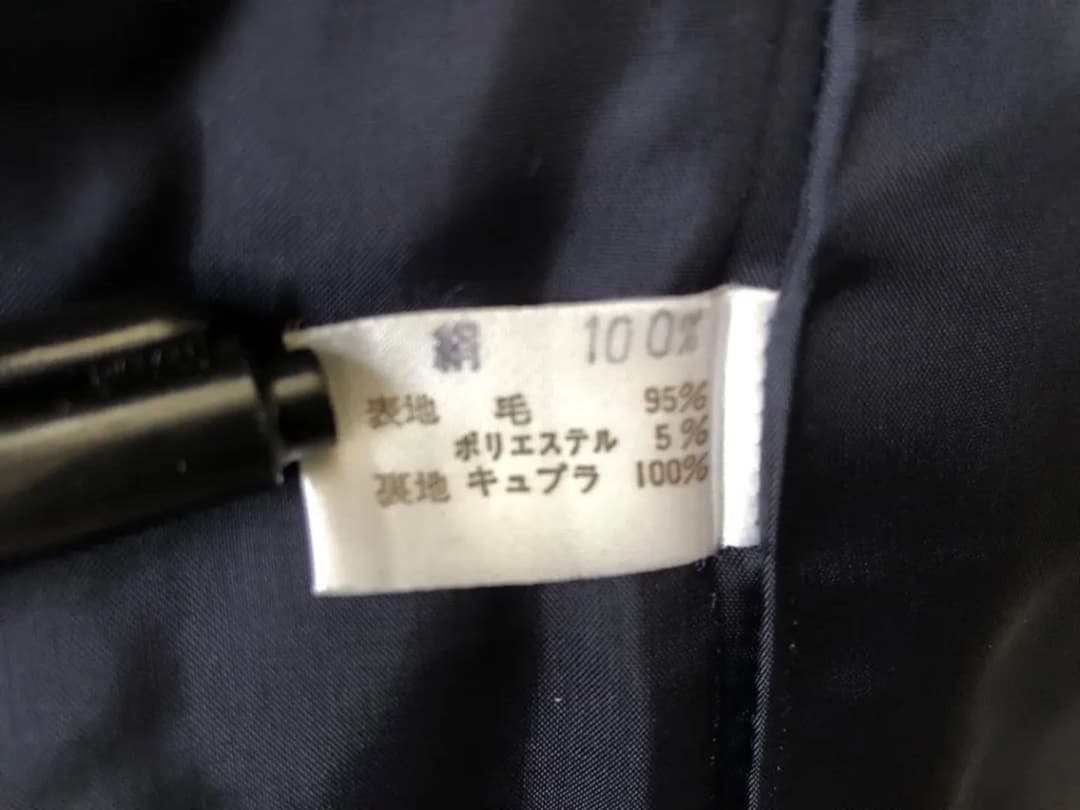 絹 100%
表地 毛 95%
ポリエステル 5%
裏地 キュプラ 100%